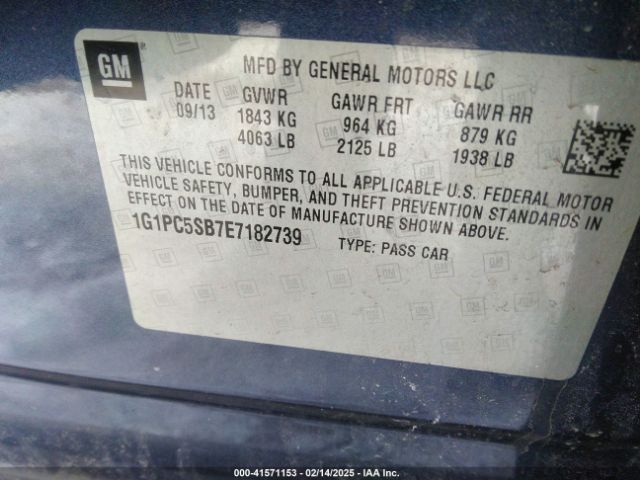 GM
MFD BY GENERAL MOTORS LLC
DATE GVWR GAWR FRT GAWR RR
09/13 1843 KG 964 KG 879 KG
4063 LB 2125 LB 1938 LB
THIS VEHICLE CONFORMS TO ALL APPLICABLE U.S. FEDERAL MOTOR
VEHICLE SAFETY, BUMPER, AND THEFT PREVENTION STANDARDS IN
EFFECT ON THE DATE OF MANUFACTURE SHOWN ABOVE.
1G1PC5SB7E7182739 TYPE: PASS CAR
000-41571153 - 02/14/2025 - IAA Inc.